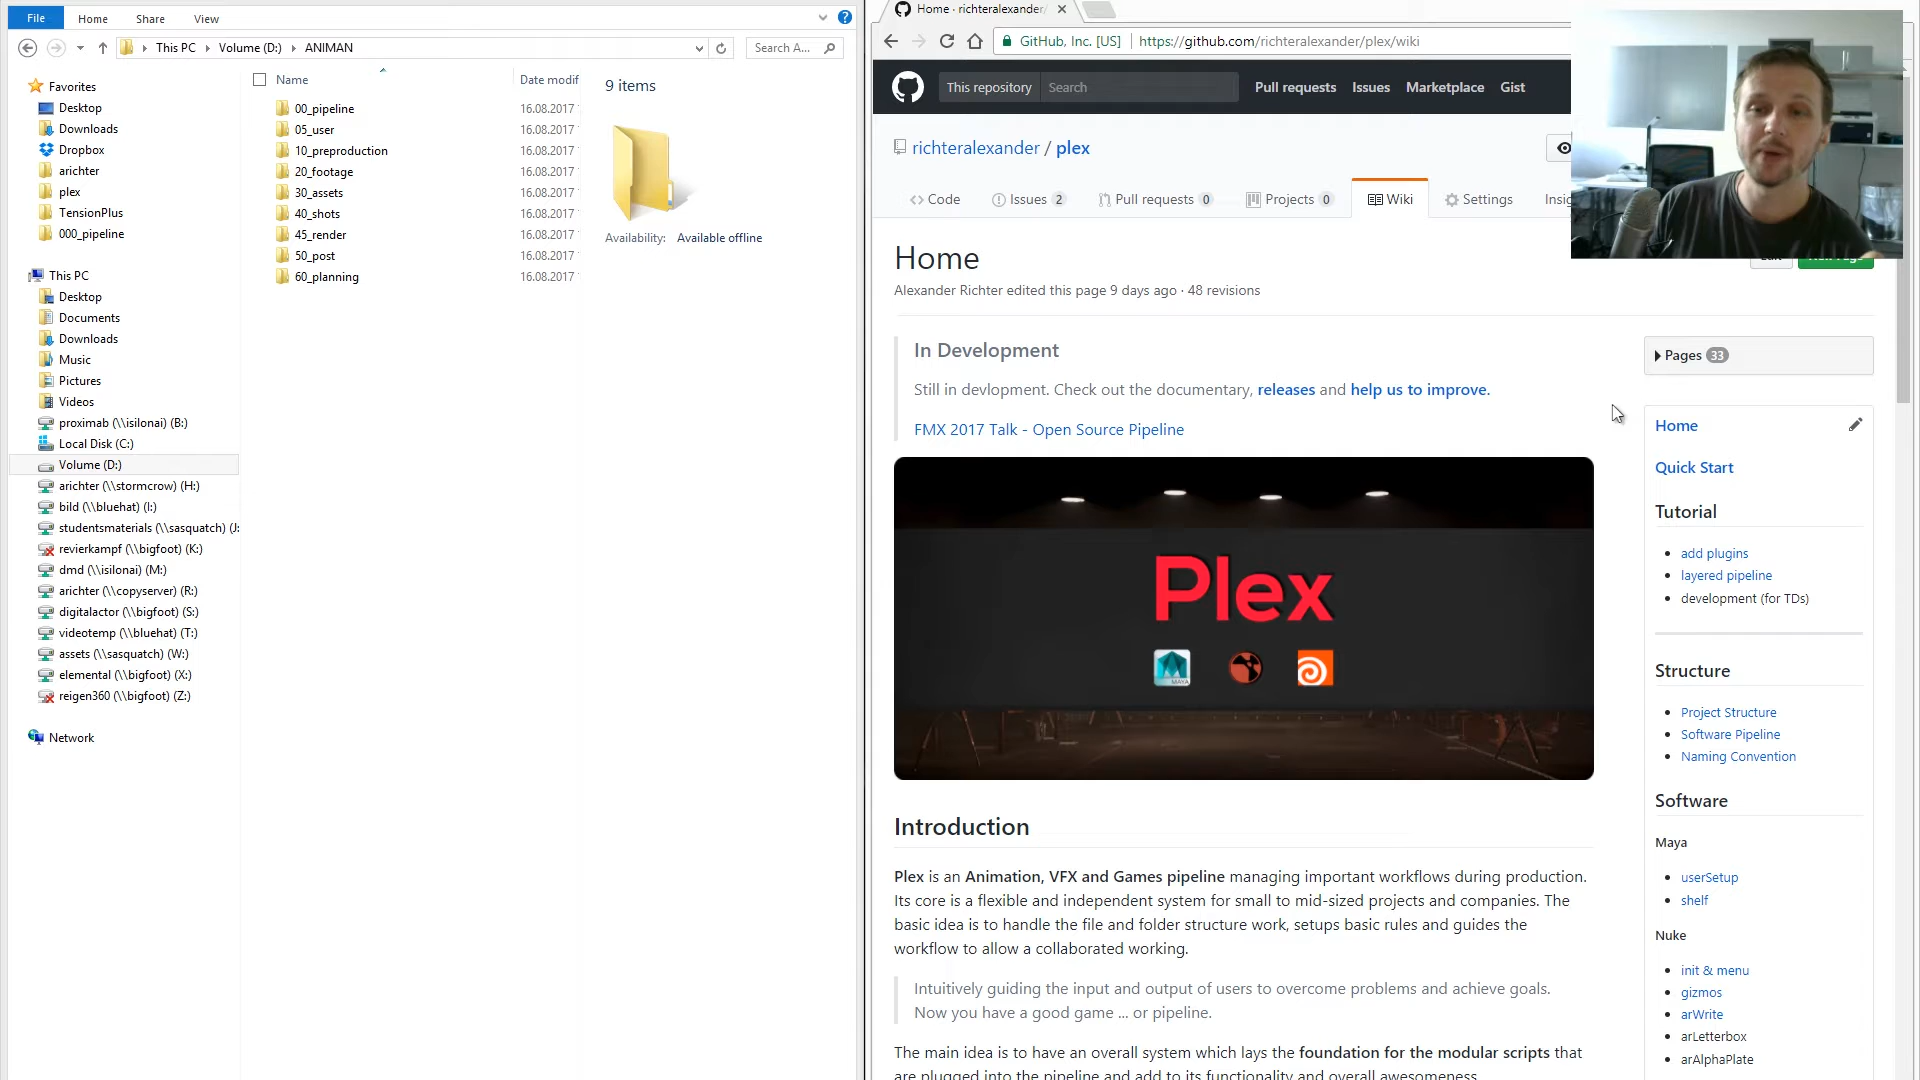 File
Home
Share
View
This PC
Volume (D:)
ANIMAN
Search A...
Name
Date modif
9 items
Favorites
Desktop
Downloads
Dropbox
arichter
plex
TensionPlus
000_pipeline
This PC
Desktop
Documents
Downloads
Music
Pictures
Videos
proximab (\\isilonai) (B:)
Local Disk (C:)
Volume (D:)
arichter (\\stormcrow) (H:)
bild (\\bluehat) (I:)
studentsmaterials (\\sasquatch) (J:
revierkampf (\\bigfoot) (K:)
dmd (\\isilonai) (M:)
arichter (\\copyserver) (R:)
digitalactor (\\bigfoot) (S:)
videotemp (\\bluehat) (T:)
assets (\\sasquatch) (W:)
elemental (\\bigfoot) (X:)
reigen360 (\\bigfoot) (Z:)
Network
00_pipeline 16.08.2017
05_user 16.08.2017
10_preproduction 16.08.2017
20_footage 16.08.2017
30_assets 16.08.2017
40_shots 16.08.2017
45_render 16.08.2017
50_post 16.08.2017
60_planning 16.08.2017
Availability: Available offline
Home · richteralexander/
GitHub, Inc. [US] https://github.com/richteralexander/plex/wiki
This repository
Search
Pull requests
Issues
Marketplace
Gist
richteralexander / plex
Code
Issues 2
Pull requests 0
Projects 0
Wiki
Settings
Home
Alexander Richter edited this page 9 days ago · 48 revisions
In Development
Still in devlopment. Check out the documentary, releases and help us to improve.
FMX 2017 Talk - Open Source Pipeline
Plex
MAYA
Introduction
Plex is an Animation, VFX and Games pipeline managing important workflows during production.
Its core is a flexible and independent system for small to mid-sized projects and companies. The
basic idea is to handle the file and folder structure work, setups basic rules and guides the
workflow to allow a collaborated working.
Intuitively guiding the input and output of users to overcome problems and achieve goals.
Now you have a good game ... or pipeline.
The main idea is to have an overall system which lays the foundation for the modular scripts that
are plugged into the pipeline and add to its functionality and overall awesomeness.
Pages 33
Home
Quick Start
Tutorial
add plugins
layered pipeline
development (for TDs)
Structure
Project Structure
Software Pipeline
Naming Convention
Software
Maya
userSetup
shelf
Nuke
init & menu
gizmos
arWrite
arLetterbox
arAlphaPlate